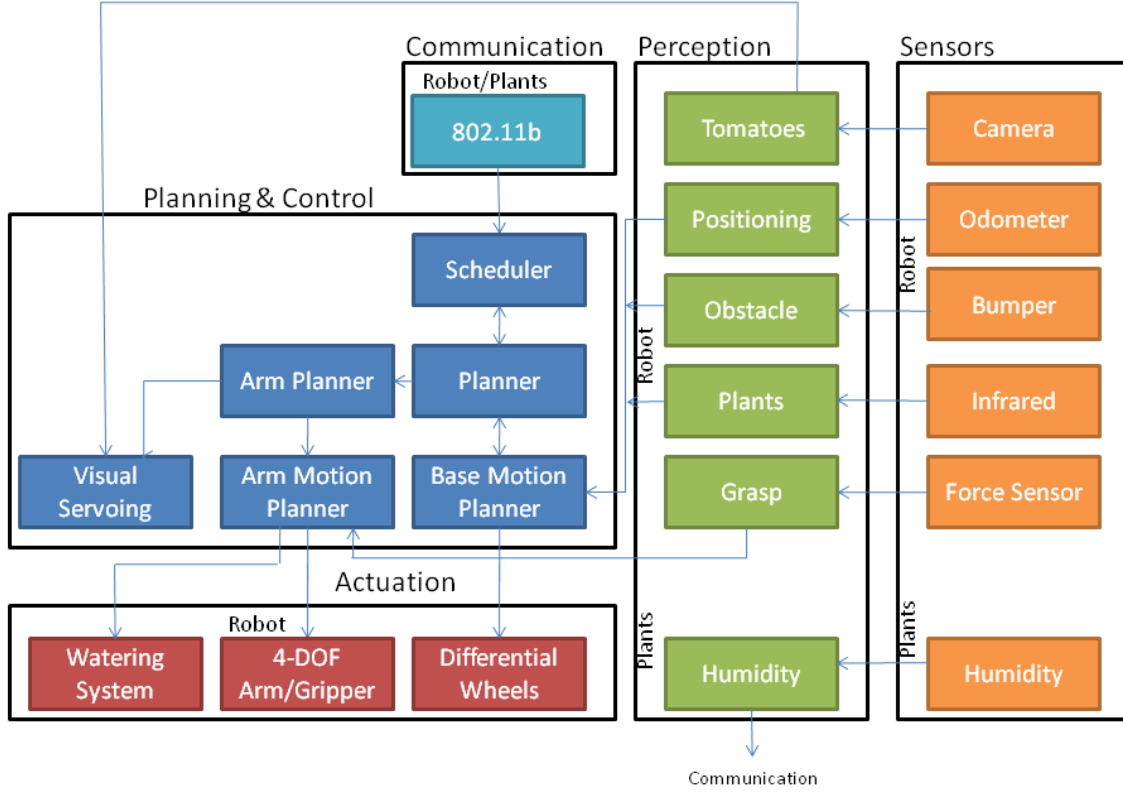 Communication
Perception
Sensors
Robot/Plants
802.11b
Tomatoes
Camera
Planning & Control
Positioning
Odometer
Robot
Scheduler
Obstacle
Bumper
Robot
Arm Planner
Planner
Plants
Infrared
Visual
Servoing
Arm Motion
Planner
Base Motion
Planner
Grasp
Force Sensor
Actuation
Robot
Plants
Plants
Watering
System
4-DOF
Arm/Gripper
Differential
Wheels
Humidity
Humidity
Communication